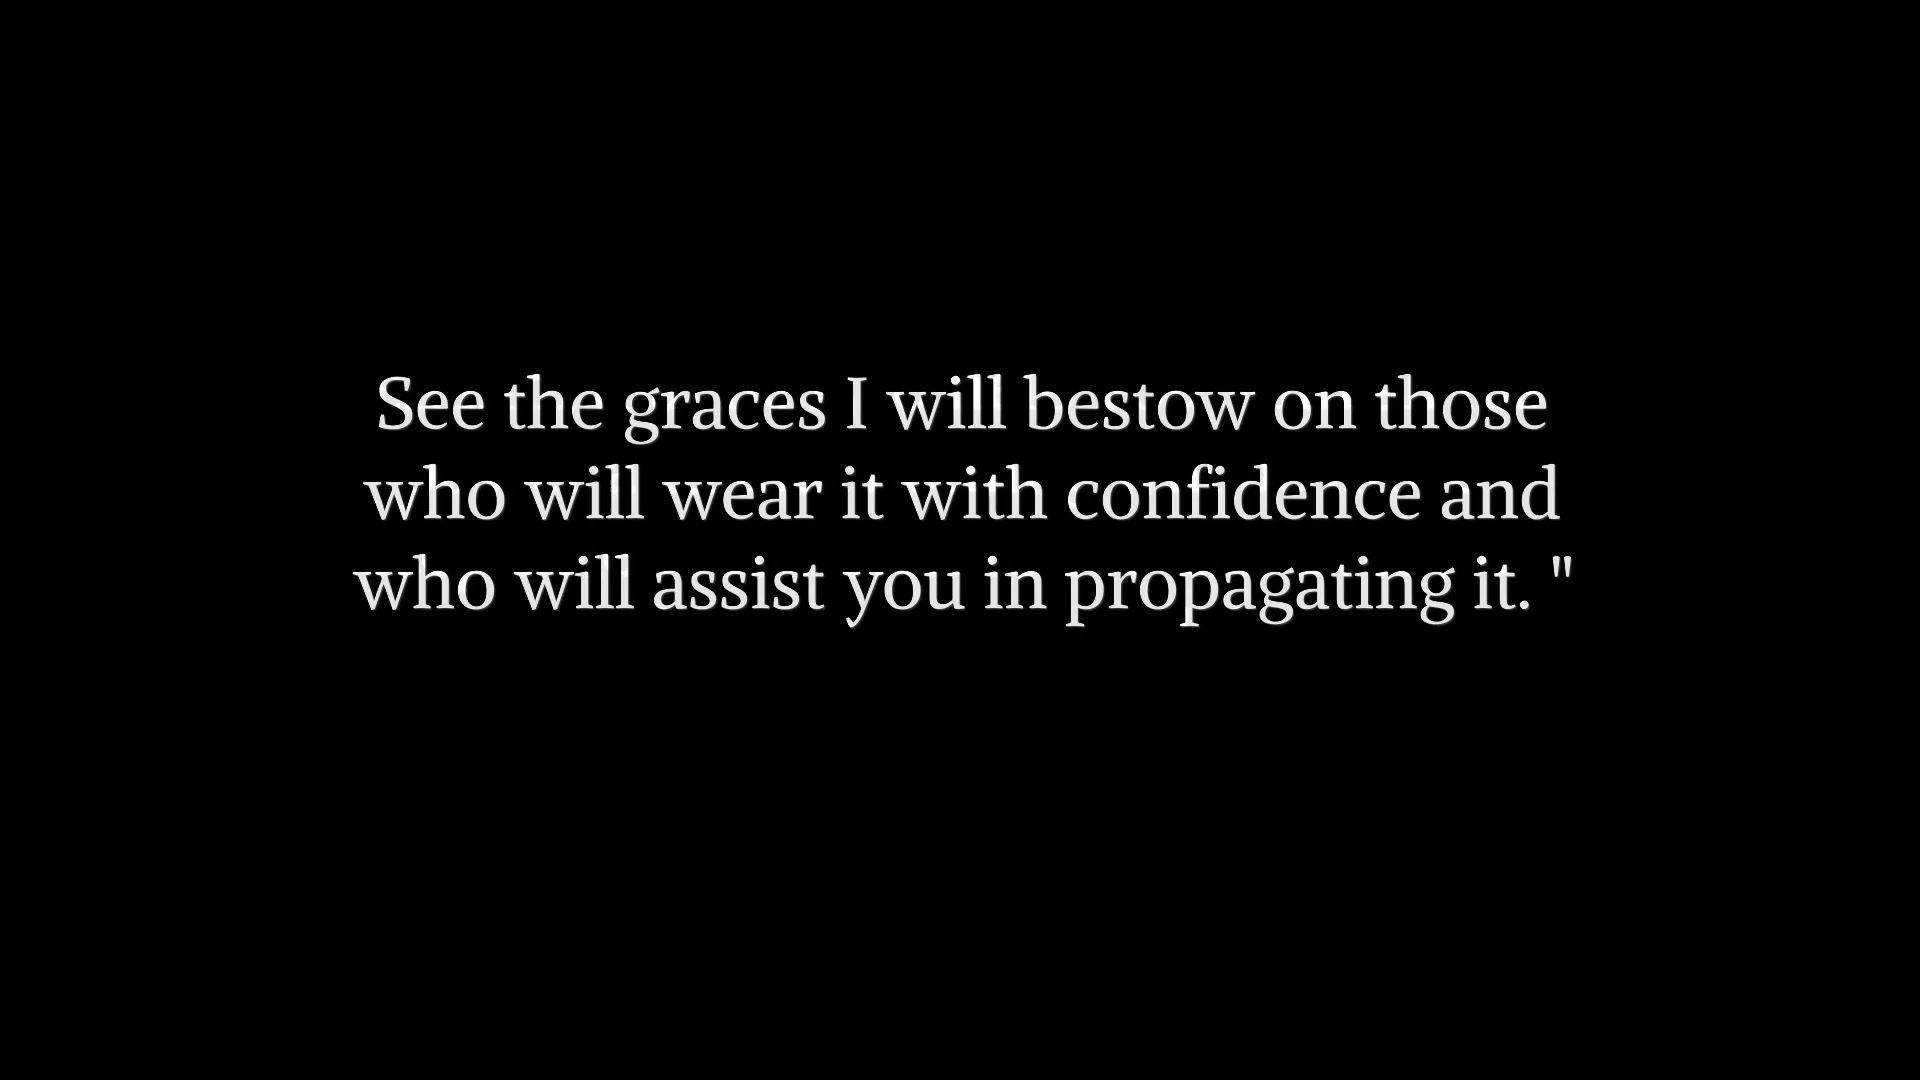 See the graces I will bestow on those
who will wear it with confidence and
who will assist you in propagating it. "